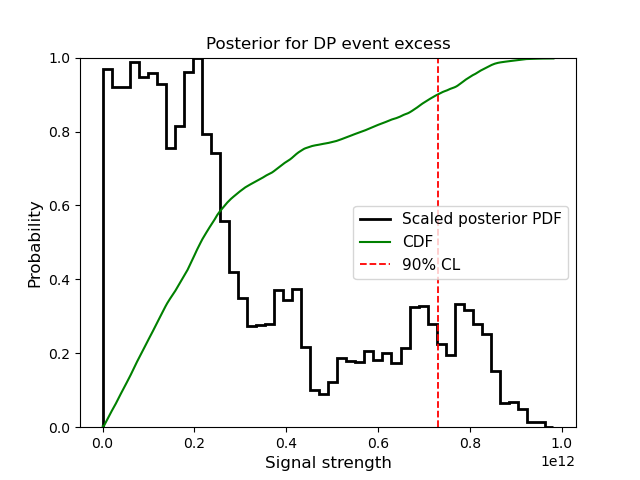 Posterior for DP event excess
1.0
0.8
0.6
0.4
0.2
0.0
Probability
Scaled posterior PDF
CDF
90% CL
0.0 0.2 0.4 0.6 0.8 1.0
1e12
Signal strength